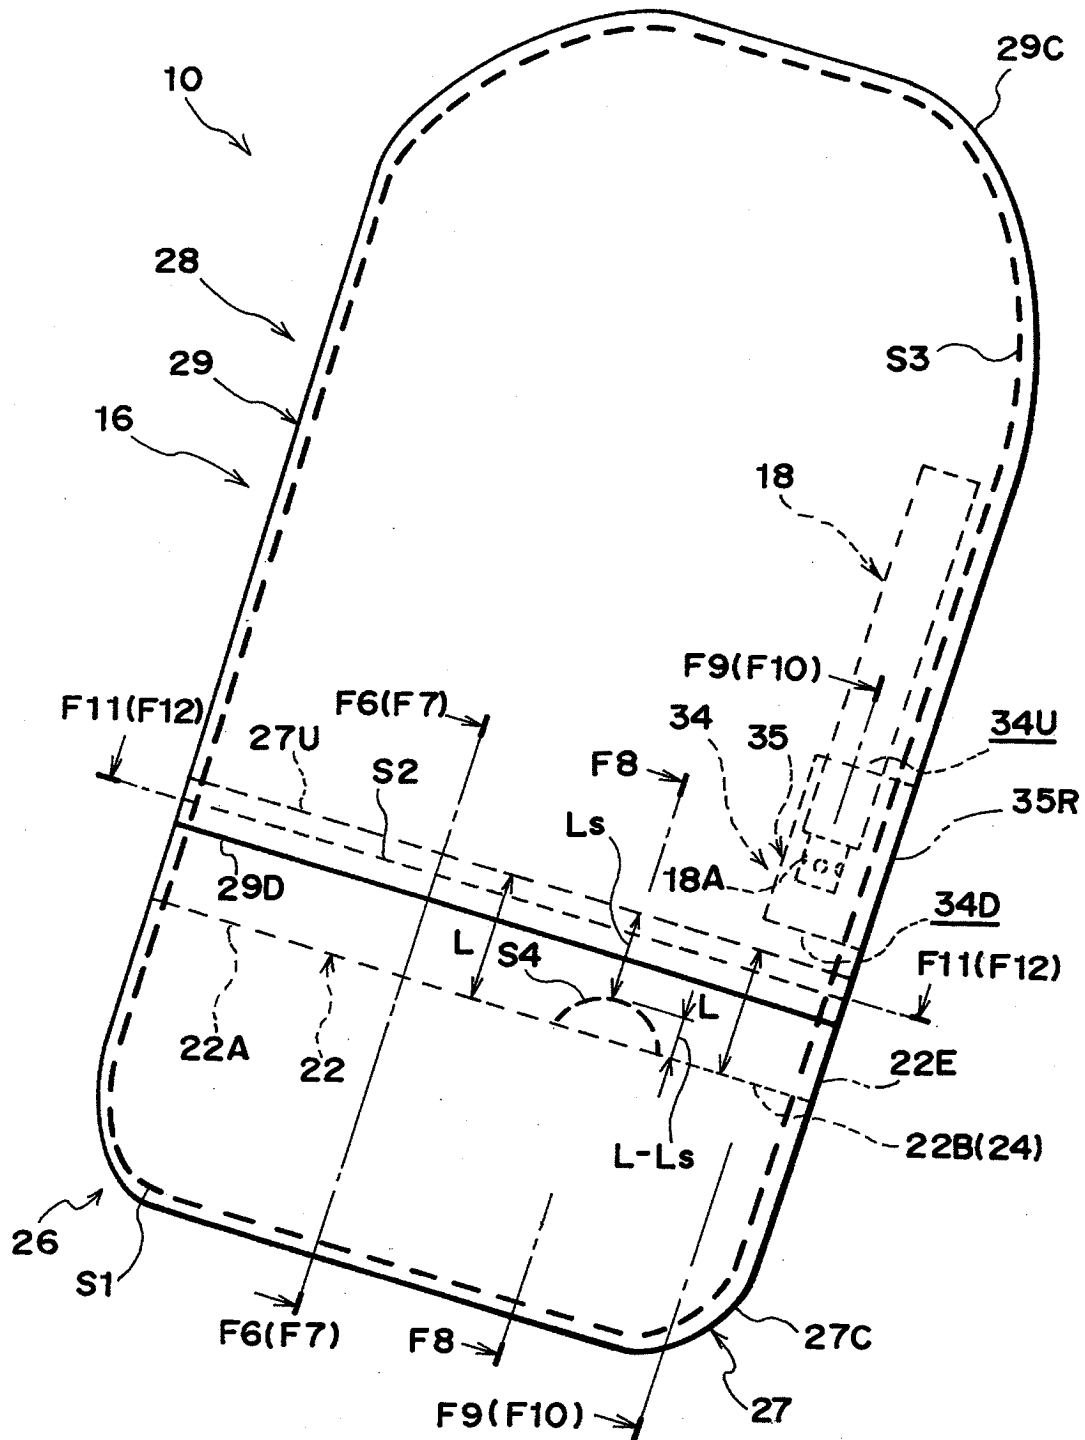 29C
10
28
S3
29
16
18
F9(F10)
F11(F12)
F6(F7)
34
35
34U
27U
F8
S2
Ls
35R
18A
29D
34D
L
S4
F11(F12)
L
22A
22
22E
L-Ls
22B(24)
26
S1
F6(F7)
F8
27C
F9(F10)
27